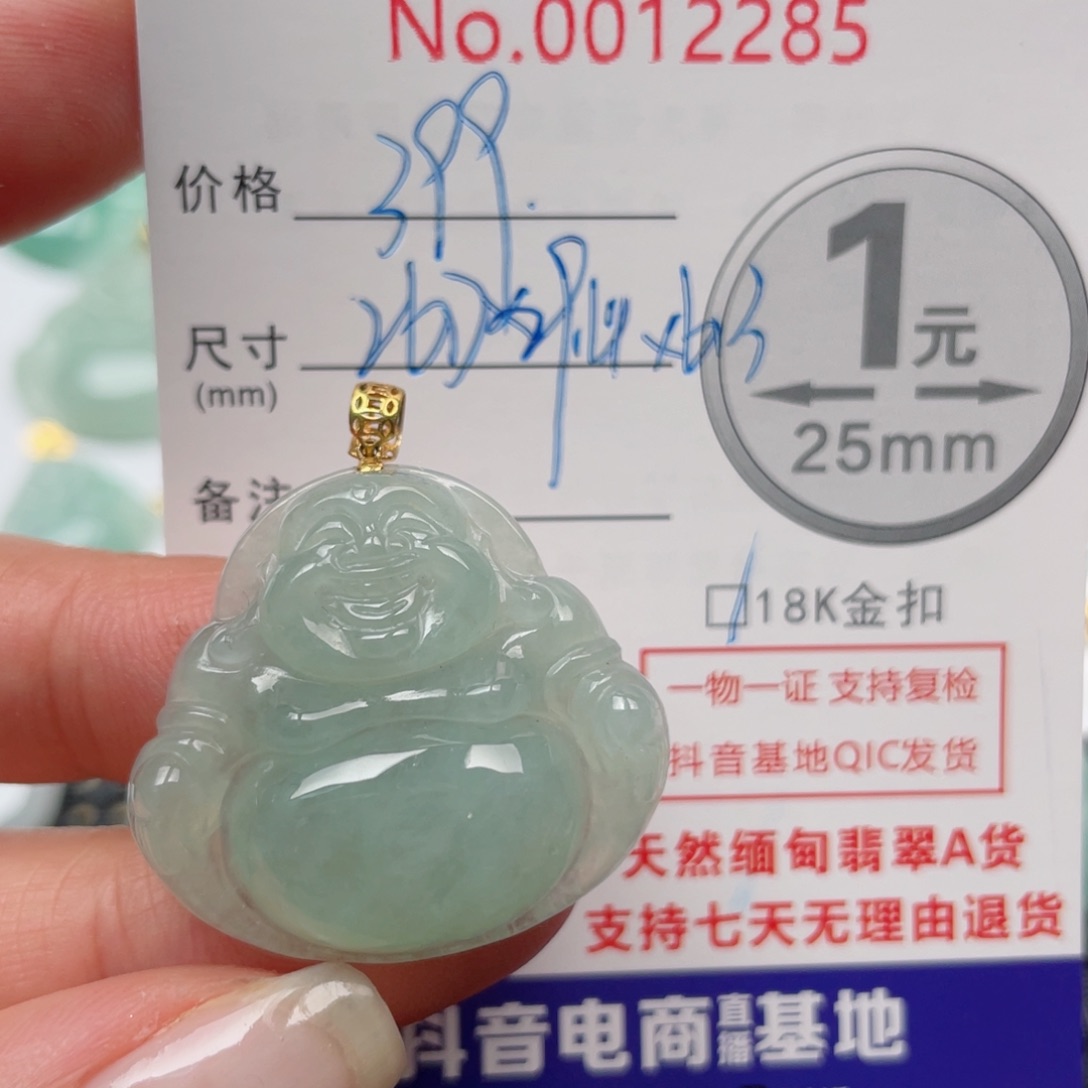 No.0012285
价格 399.
尺寸
(mm)
1元
25mm
备注
18K金扣
一物一证 支持复检
抖音基地QIC发货
天然缅甸翡翠A货
支持七天无理由退货
抖音电商直播基地